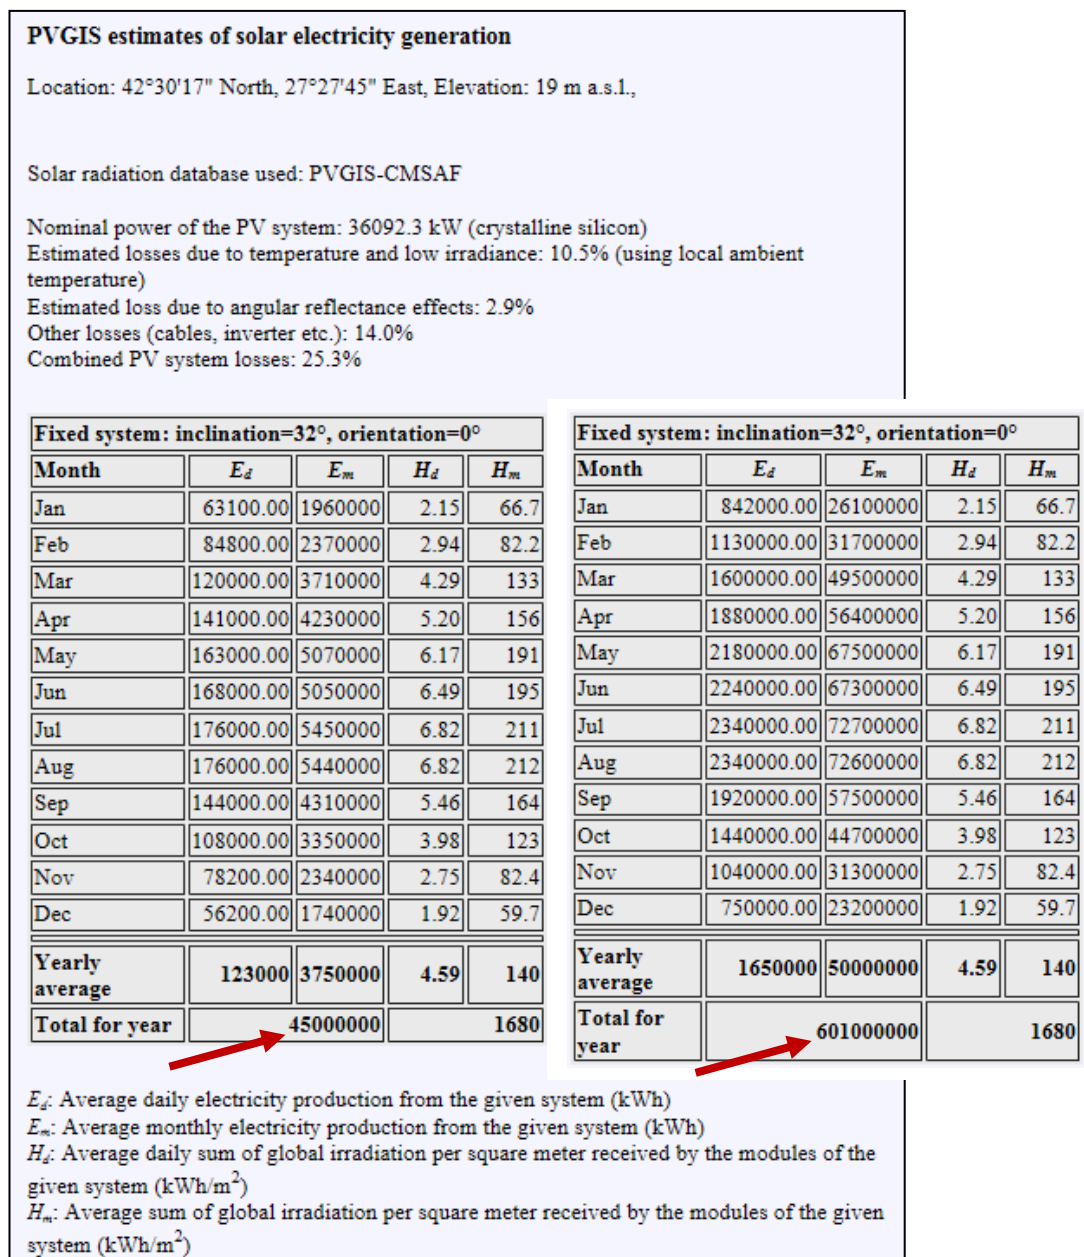 PVGIS estimates of solar electricity generation
Location: 42°30'17" North, 27°27'45" East, Elevation: 19 m a.s.l.,
Solar radiation database used: PVGIS-CMSAF
Nominal power of the PV system: 36092.3 kW (crystalline silicon)
Estimated losses due to temperature and low irradiance: 10.5% (using local ambient
temperature)
Estimated loss due to angular reflectance effects: 2.9%
Other losses (cables, inverter etc.): 14.0%
Combined PV system losses: 25.3%
Fixed system: inclination=32°, orientation=0°
Month Ed Em Hd Hm
Jan 63100.00 1960000 2.15 66.7
Feb 84800.00 2370000 2.94 82.2
Mar 120000.00 3710000 4.29 133
Apr 141000.00 4230000 5.20 156
May 163000.00 5070000 6.17 191
Jun 168000.00 5050000 6.49 195
Jul 176000.00 5450000 6.82 211
Aug 176000.00 5440000 6.82 212
Sep 144000.00 4310000 5.46 164
Oct 108000.00 3350000 3.98 123
Nov 78200.00 2340000 2.75 82.4
Dec 56200.00 1740000 1.92 59.7
Yearly
average 123000 3750000 4.59 140
Total for year 45000000 1680
Fixed system: inclination=32°, orientation=0°
Month Ed Em Hd Hm
Jan 842000.00 26100000 2.15 66.7
Feb 1130000.00 31700000 2.94 82.2
Mar 1600000.00 49500000 4.29 133
Apr 1880000.00 56400000 5.20 156
May 2180000.00 67500000 6.17 191
Jun 2240000.00 67300000 6.49 195
Jul 2340000.00 72700000 6.82 211
Aug 2340000.00 72600000 6.82 212
Sep 1920000.00 57500000 5.46 164
Oct 1440000.00 44700000 3.98 123
Nov 1040000.00 31300000 2.75 82.4
Dec 750000.00 23200000 1.92 59.7
Yearly
average 1650000 50000000 4.59 140
Total for
year 601000000 1680
Ed: Average daily electricity production from the given system (kWh)
Em: Average monthly electricity production from the given system (kWh)
Hd: Average daily sum of global irradiation per square meter received by the modules of the
given system (kWh/m2)
Hm: Average sum of global irradiation per square meter received by the modules of the given
system (kWh/m2)